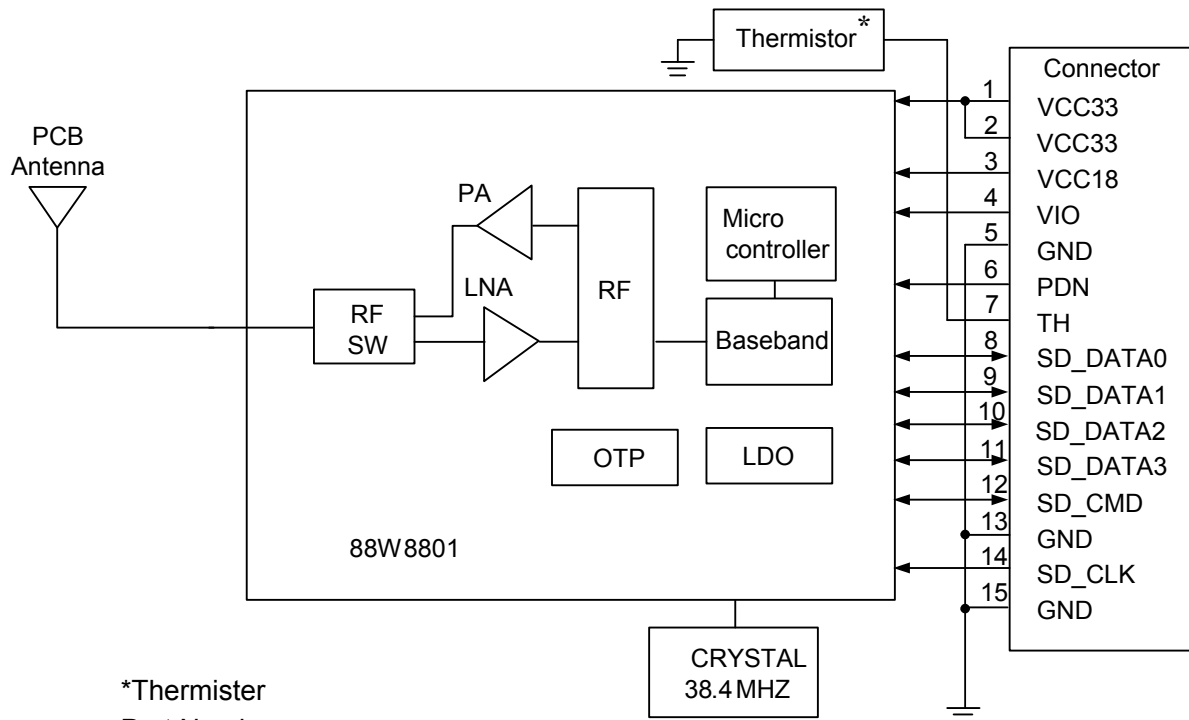 Thermistor*
Connector
1
VCC33
2
VCC33
3
VCC18
4
VIO
5
GND
6
PDN
7
TH
8
SD_DATA0
9
SD_DATA1
10
SD_DATA2
11
SD_DATA3
12
SD_CMD
13
GND
14
SD_CLK
15
GND
PCB
Antenna
PA
LNA
RF
SW
RF
Micro
controller
Baseband
OTP
LDO
88W8801
CRYSTAL
38.4MHZ
*Thermister